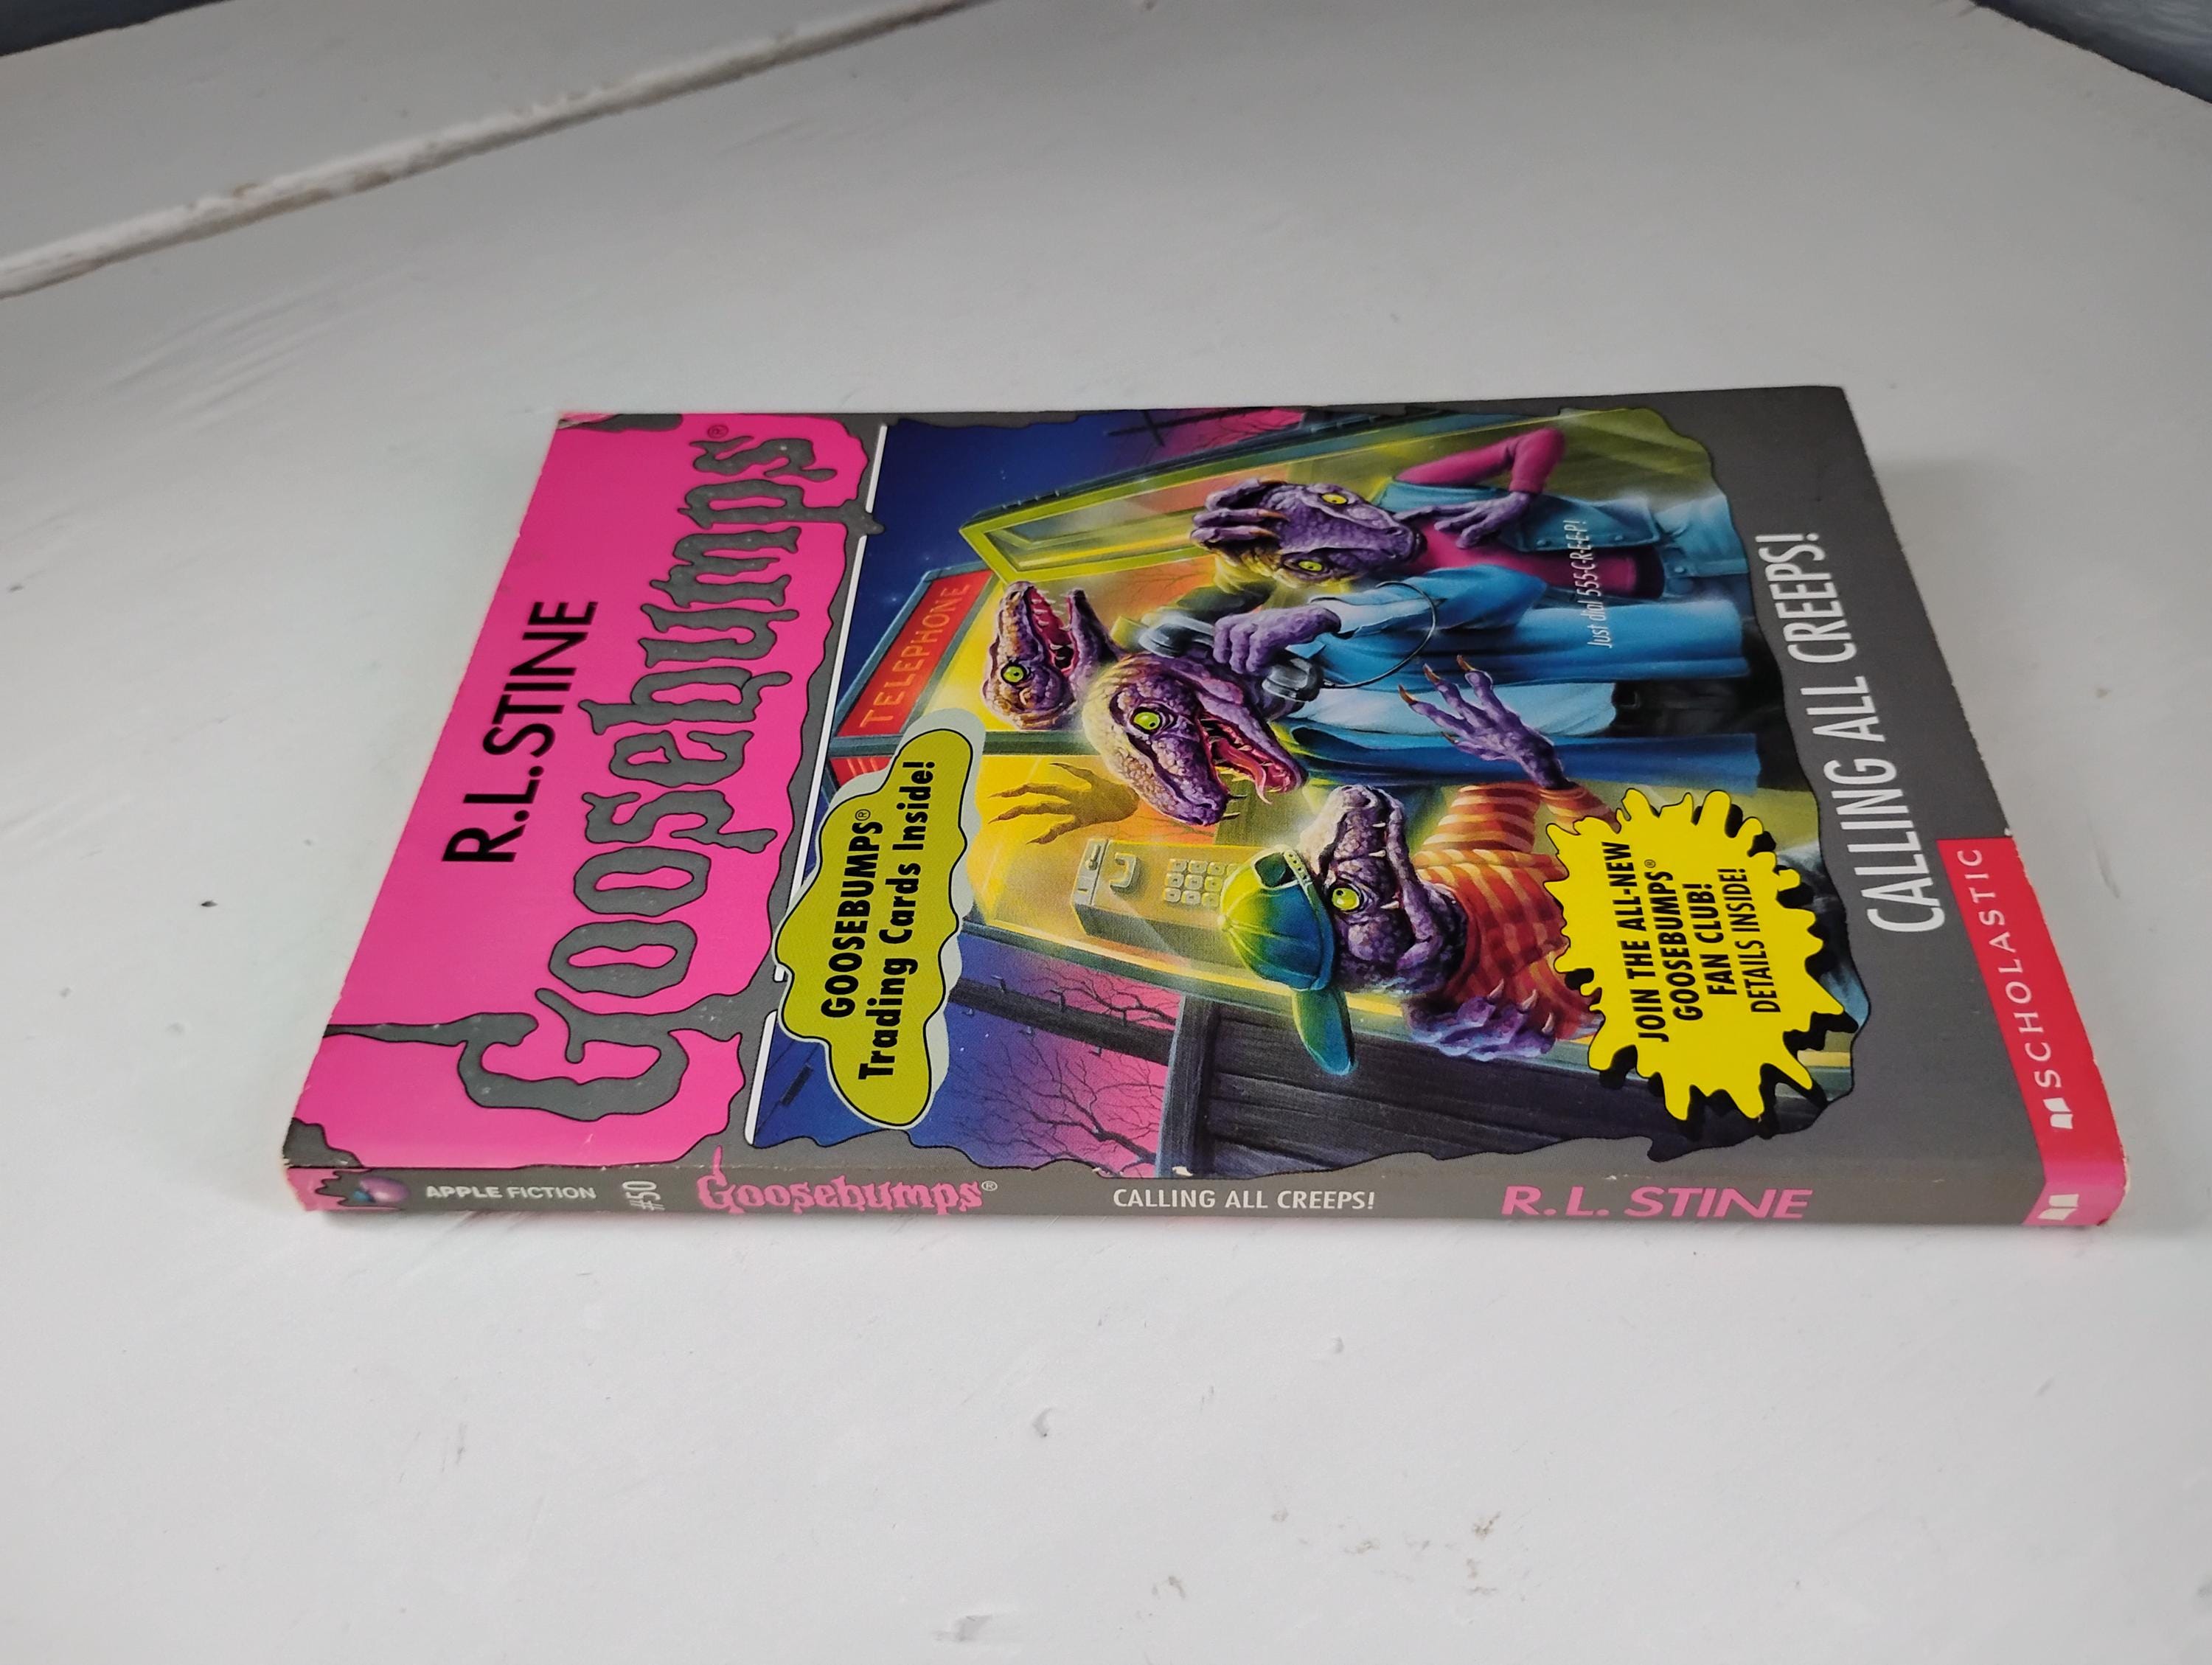 R.L. STINE
Goosebumps®
TELEPHONE
GOOSEBUMPS®
Trading Cards Inside!
Just dial 555-C-R-E-E-P!
JOIN THE ALL-NEW
GOOSEBUMPS®
FAN CLUB!
DETAILS INSIDE!
CALLING ALL CREEPS!
SCHOLASTIC
APPLE FICTION
#50
Goosebumps®
CALLING ALL CREEPS!
R.L. STINE